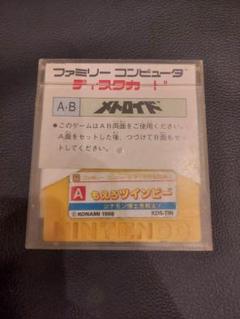 ファミリー コンピュータ
ディスクカード
A・B
メトロイド
●このゲームはAB両面をご使用ください。
A面をセットした後、つづけてB面もセ
ットしてください。
A
もえろツインビー
シナモン博士を救え!
©KONAMI 1986
KDS-TIN
NINTENDO